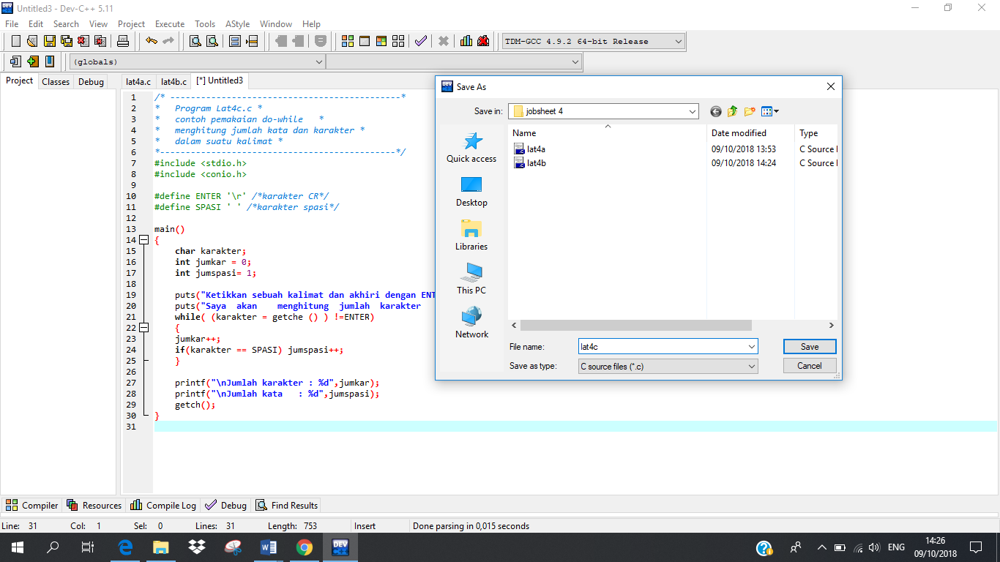 Untitled3 - Dev-C++ 5.11
File Edit Search View Project Execute Tools AStyle Window Help
TDM-GCC 4.9.2 64-bit Release
(globals)
Project Classes Debug
lat4a.c lat4b.c [*] Untitled3
1 /* ---------------------------------------------*
2 *   Program Lat4c.c *
3 *   contoh pemakaian do-while   *
4 *   menghitung jumlah kata dan karakter *
5 *   dalam suatu kalimat *
6 *----------------------------------------------*/
7 #include <stdio.h>
8 #include <conio.h>
9
10 #define ENTER '\r' /*karakter CR*/
11 #define SPASI ' ' /*karakter spasi*/
12
13 main()
14 {
15 char karakter;
16 int jumkar = 0;
17 int jumspasi= 1;
18
19 puts("Ketikkan sebuah kalimat dan akhiri dengan ENT
20 puts("Saya  akan    menghitung  jumlah  karakter
21 while( (karakter = getche () ) !=ENTER)
22 {
23 jumkar++;
24 if(karakter == SPASI) jumspasi++;
25 }
26
27 printf("\nJumlah karakter : %d",jumkar);
28 printf("\nJumlah kata   : %d",jumspasi);
29 getch();
30 }
31
Save As
Save in: jobsheet 4
Quick access
Desktop
Libraries
This PC
Network
Name Date modified Type
lat4a 09/10/2018 13:53 C Source
lat4b 09/10/2018 14:24 C Source
File name: lat4c Save
Save as type: C source files (*.c) Cancel
Compiler Resources Compile Log Debug Find Results
Line: 31 Col: 1 Sel: 0 Lines: 31 Length: 753 Insert Done parsing in 0,015 seconds
DEV
ENG
14:26
09/10/2018